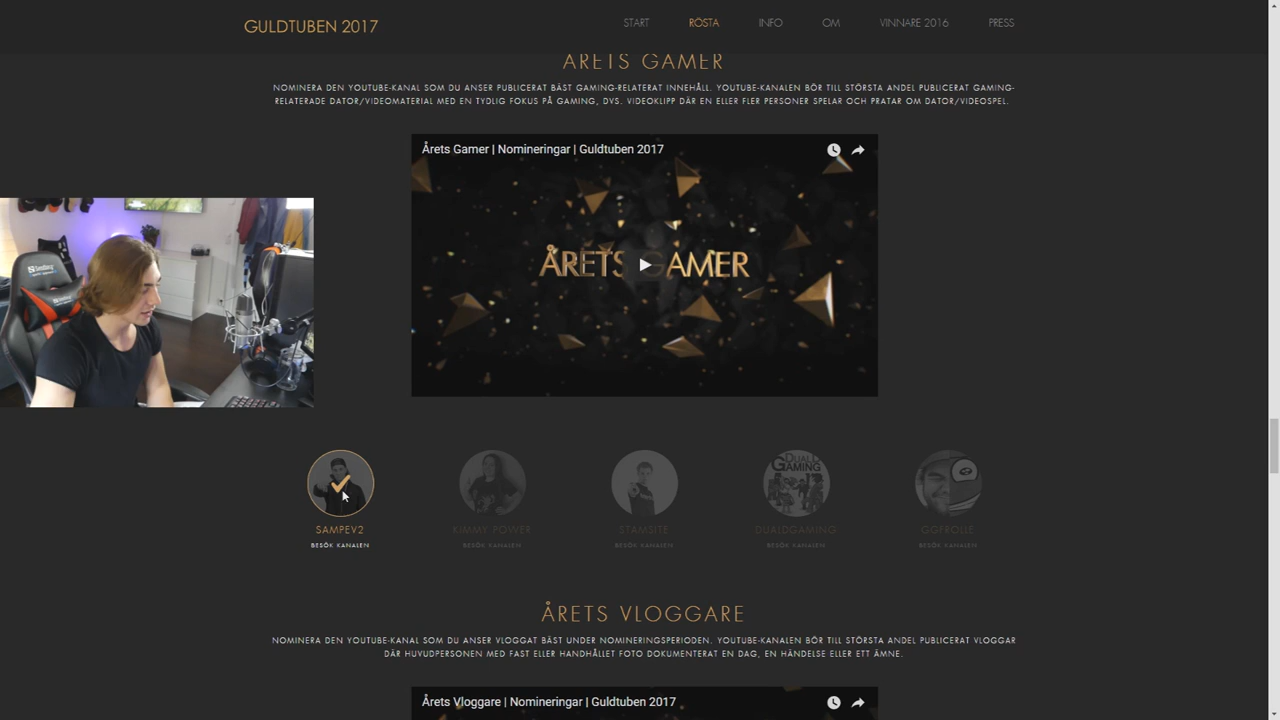 GULDTUBEN 2017
START RÖSTA INFO OM VINNARE 2016 PRESS
ÅRETS GAMER
NOMINERA DEN YOUTUBE-KANAL SOM DU ANSER PUBLICERAT BÄST GAMING-RELATERAT INNEHÅLL. YOUTUBE-KANALEN BÖR TILL STÖRSTA ANDEL PUBLICERAT GAMING-
RELATERADE DATOR/VIDEOMATERIAL MED EN TYDLIG FOKUS PÅ GAMING, DVS. VIDEOKLIPP DÄR EN ELLER FLER PERSONER SPELAR OCH PRATAR OM DATOR/VIDEOSPEL.
Årets Gamer | Nomineringar | Guldtuben 2017
ÅRETS GAMER
DUALD
GAMING
SAMPEV2 KIMMY POWER STAMSITE DUALDGAMING GGFROLLE
BESÖK KANALEN BESÖK KANALEN BESÖK KANALEN BESÖK KANALEN BESÖK KANALEN
ÅRETS VLOGGARE
NOMINERA DEN YOUTUBE-KANAL SOM DU ANSER VLOGGAT BÄST UNDER NOMINERINGSPERIODEN. YOUTUBE-KANALEN BÖR TILL STÖRSTA ANDEL PUBLICERAT VLOGGAR
DÄR HUVUDPERSONEN MED FAST ELLER HANDHÅLLET FOTO DOKUMENTERAT EN DAG, EN HÄNDELSE ELLER ETT ÄMNE.
Årets Vloggare | Nomineringar | Guldtuben 2017